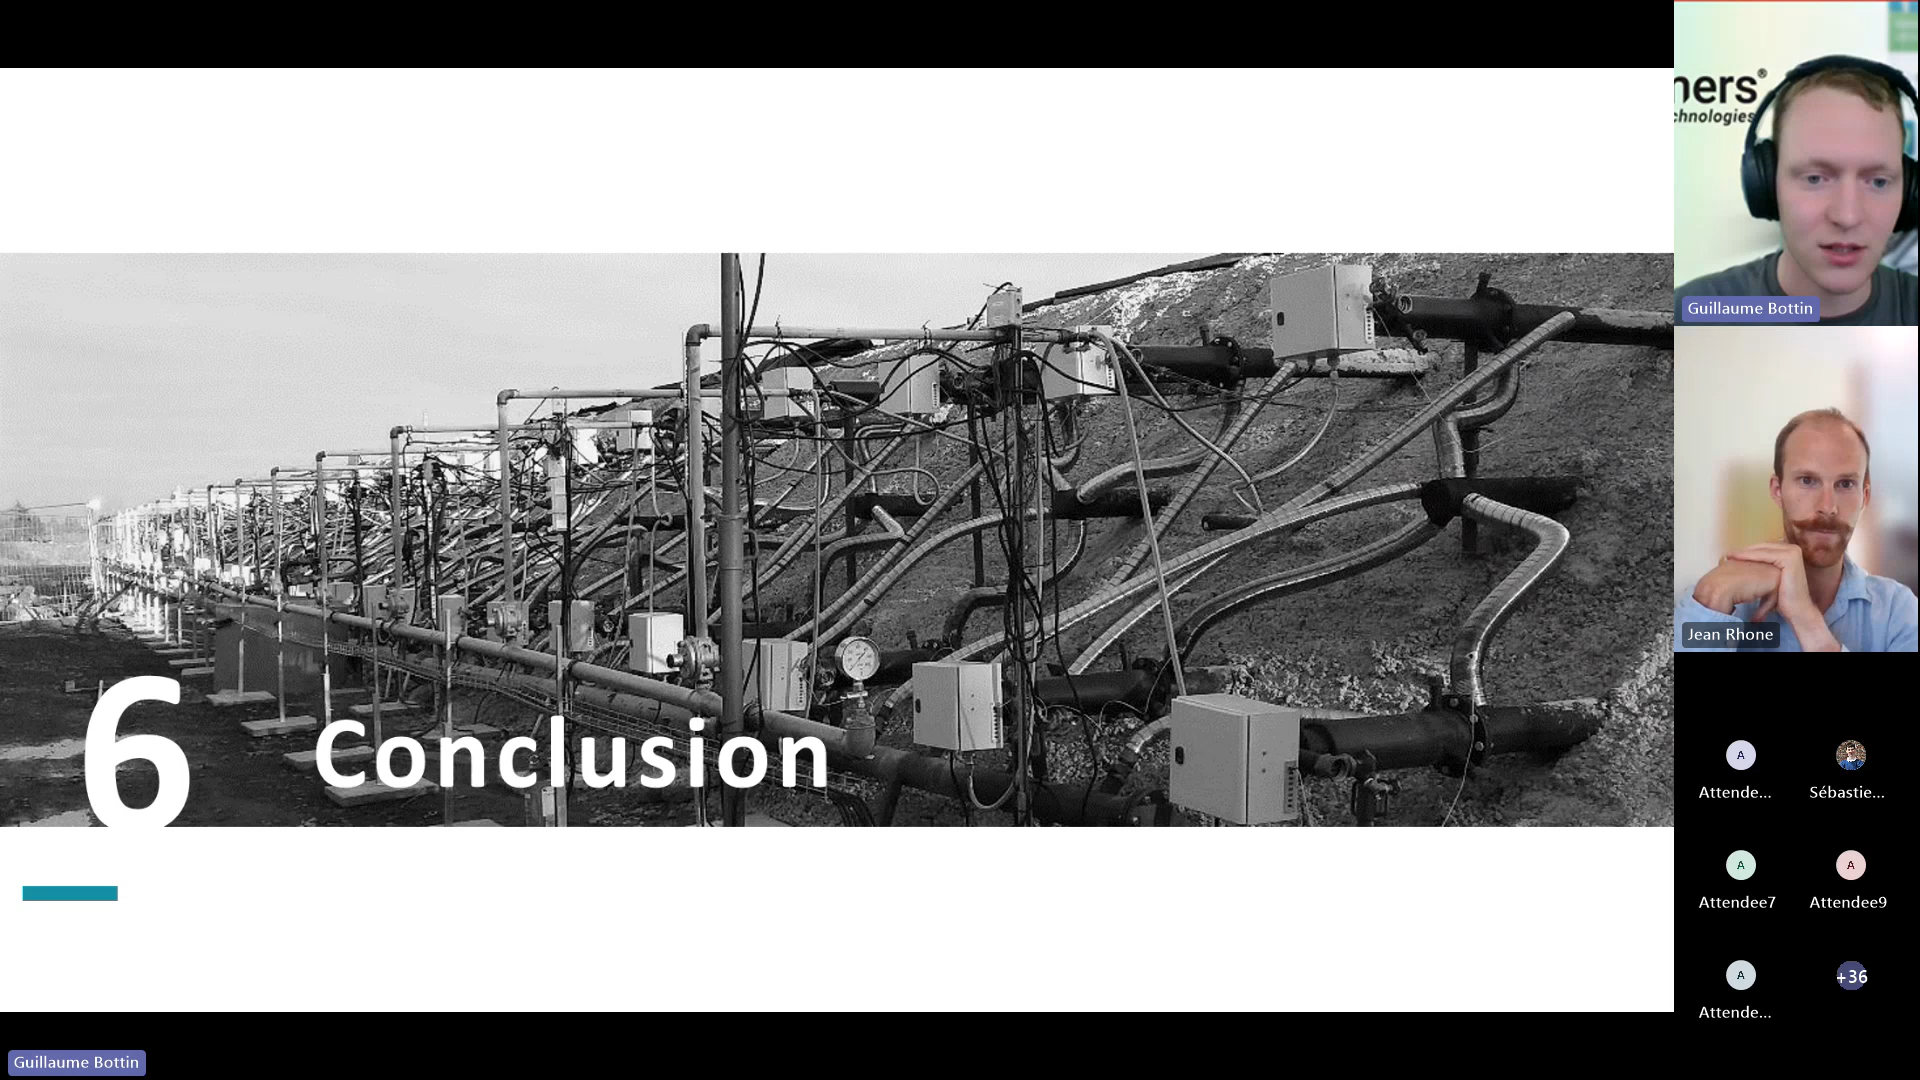 6 Conclusion
ners®
chnologies
Guillaume Bottin
Jean Rhone
A
Attende...
Sébastie...
A
Attendee7
A
Attendee9
A
Attende...
+36
Guillaume Bottin